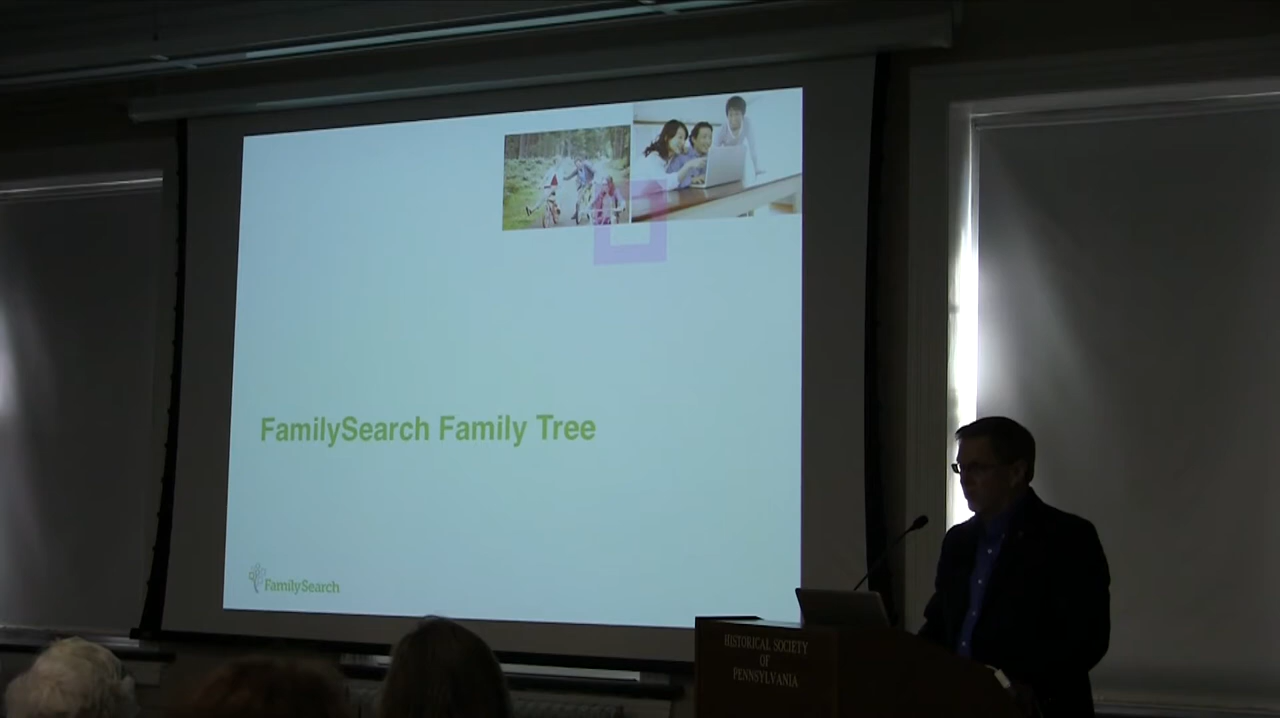 FamilySearch Family Tree
FamilySearch
HISTORICAL SOCIETY
OF
PENNSYLVANIA